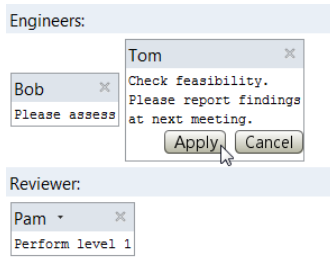 Engineers:
Bob
Please assess
Tom
Check feasibility.
Please report findings
at next meeting.
Apply
Cancel
Reviewer:
Pam
Perform level 1